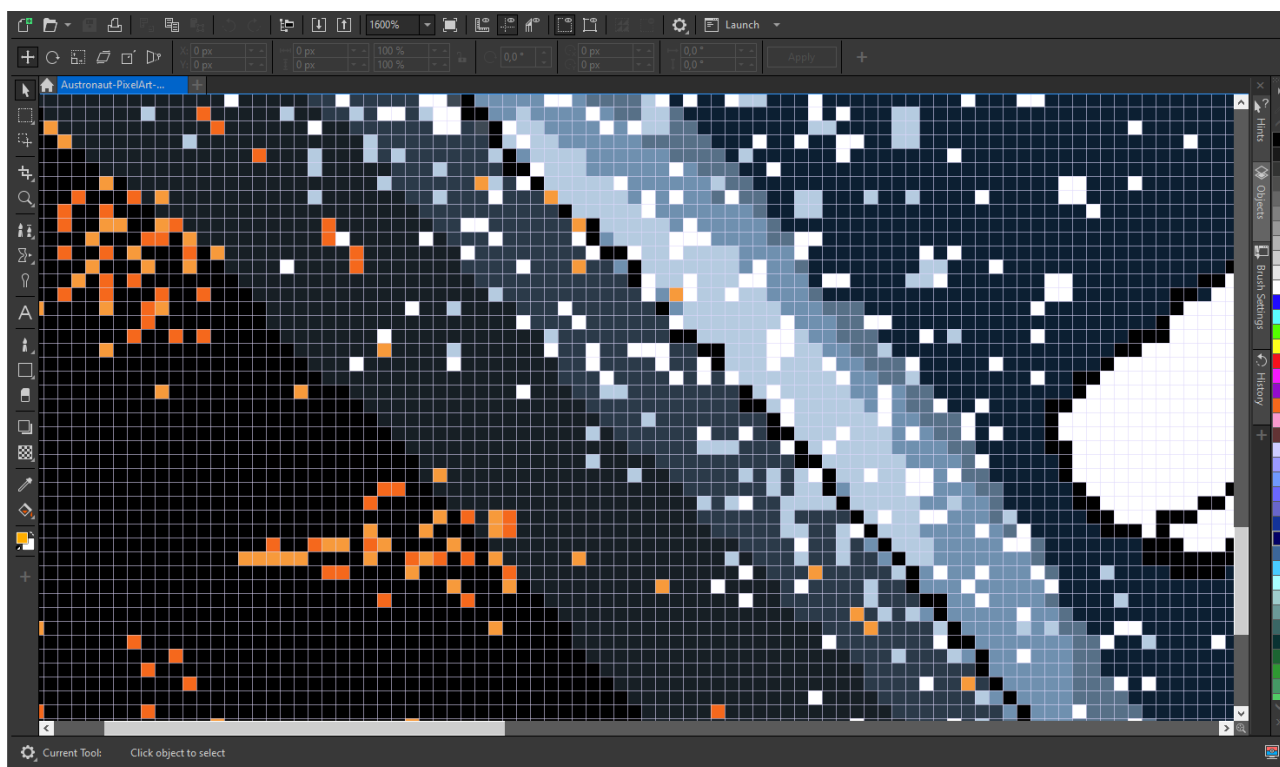 1600%
Launch
X: 0 px
Y: 0 px
0 px
0 px
100 %
100 %
0,0 °
0 px
0 px
0,0 °
0,0 °
Apply
Austronaut-PixelArt-...
Hints
Objects
Brush Settings
History
Current Tool: Click object to select